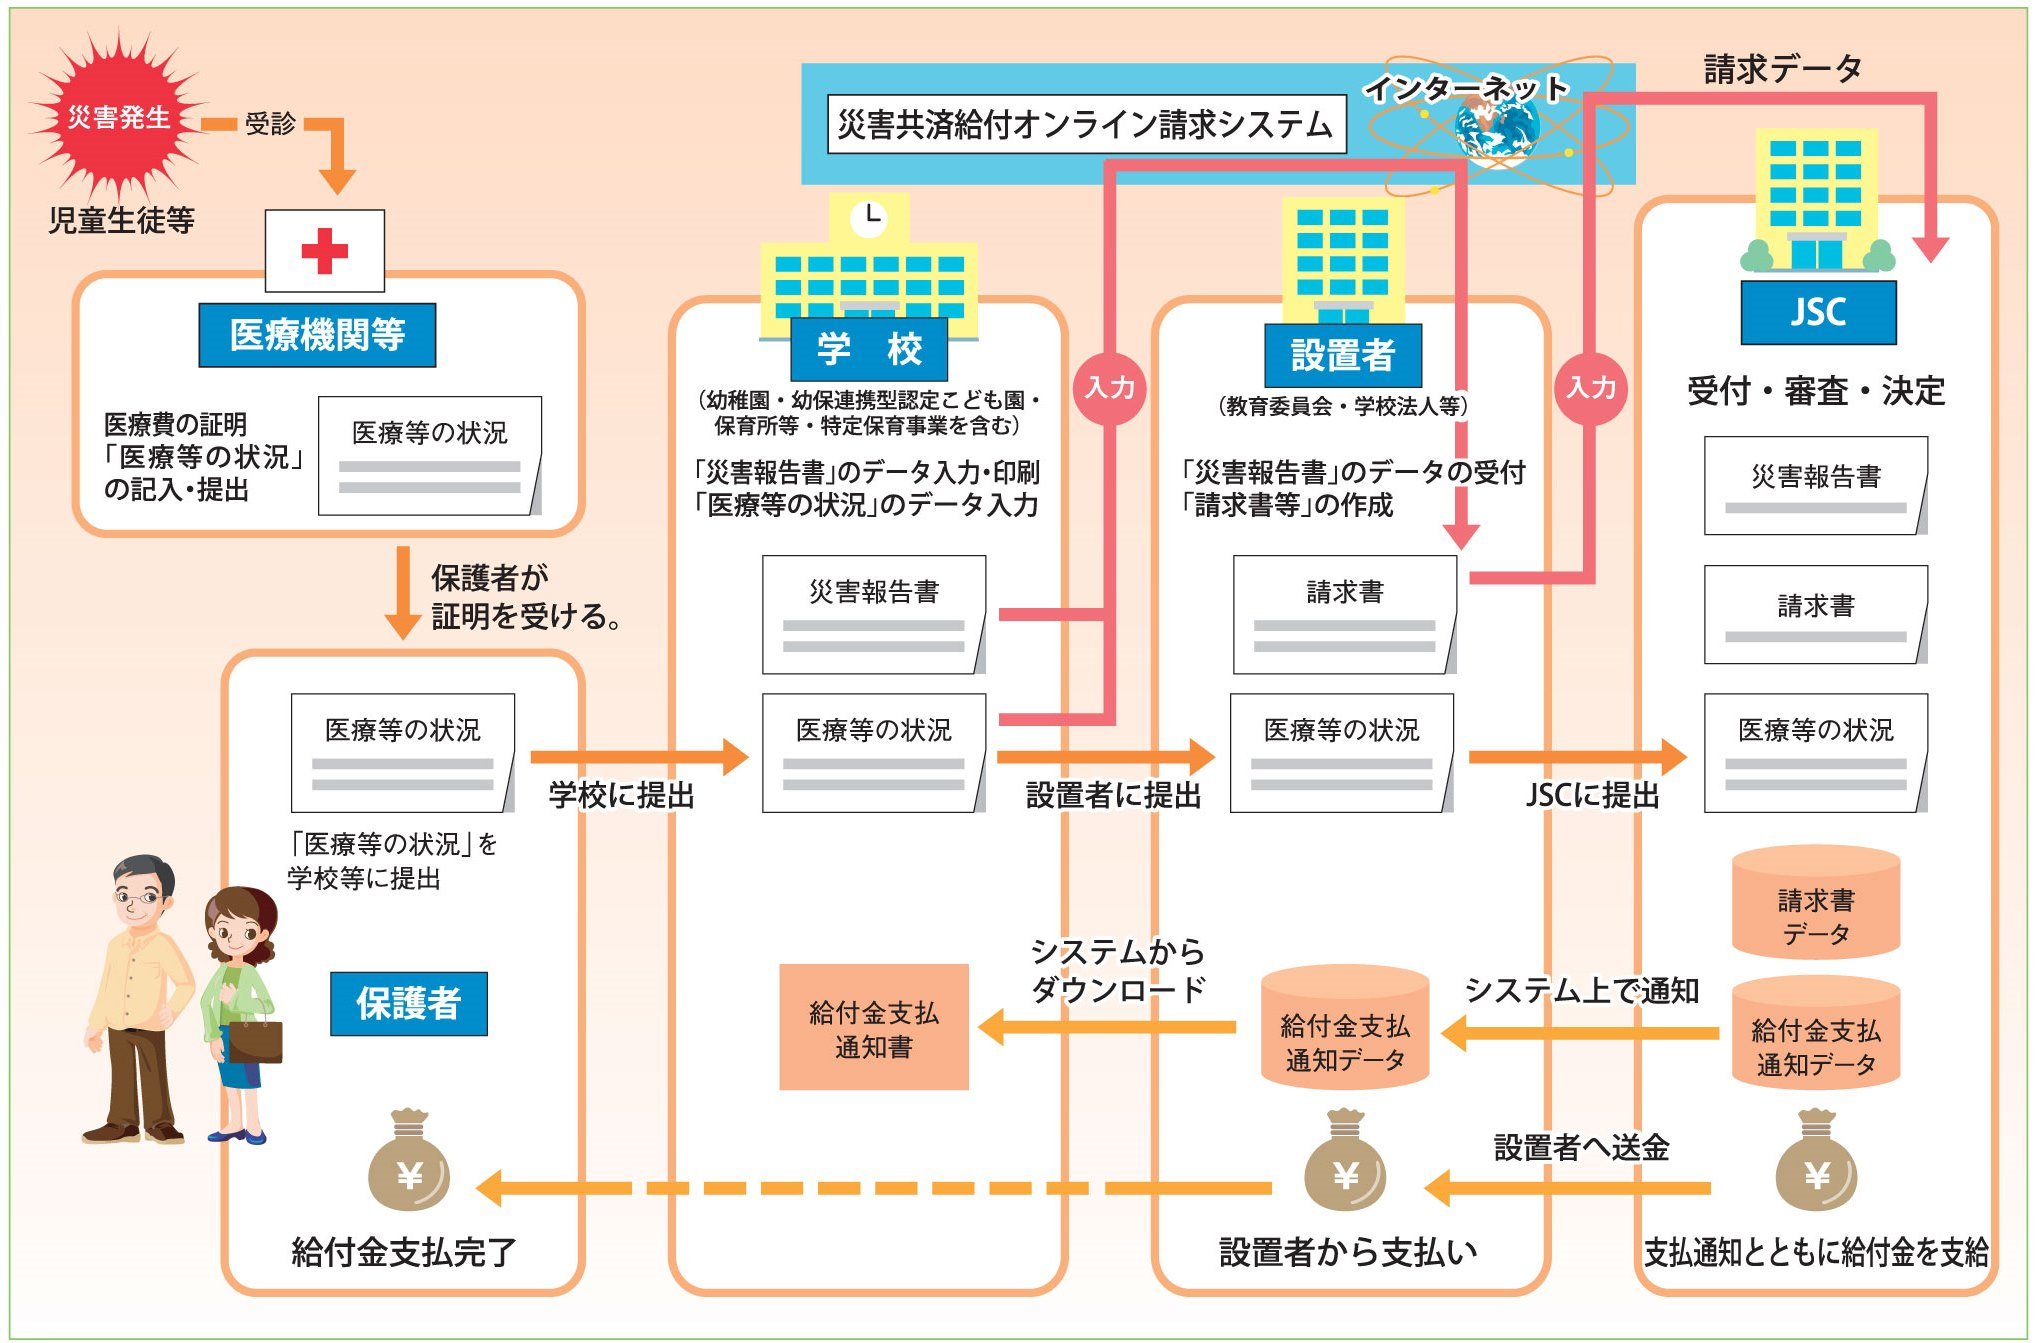 災害発生
受診
児童生徒等
医療機関等
医療費の証明
「医療等の状況」
の記入・提出
医療等の状況
保護者が
証明を受ける。
医療等の状況
「医療等の状況」を
学校等に提出
保護者
¥
給付金支払完了
学校に提出
災害共済給付オンライン請求システム
インターネット
請求データ
学 校
（幼稚園・幼保連携型認定こども園・
保育所等・特定保育事業を含む）
「災害報告書」のデータ入力・印刷
「医療等の状況」のデータ入力
災害報告書
医療等の状況
入力
設置者に提出
給付金支払
通知書
システムから
ダウンロード
設置者
（教育委員会・学校法人等）
「災害報告書」のデータの受付
「請求書等」の作成
請求書
医療等の状況
入力
JSCに提出
給付金支払
通知データ
システム上で通知
¥
設置者から支払い
設置者へ送金
JSC
受付・審査・決定
災害報告書
請求書
医療等の状況
請求書
データ
給付金支払
通知データ
¥
支払通知とともに給付金を支給